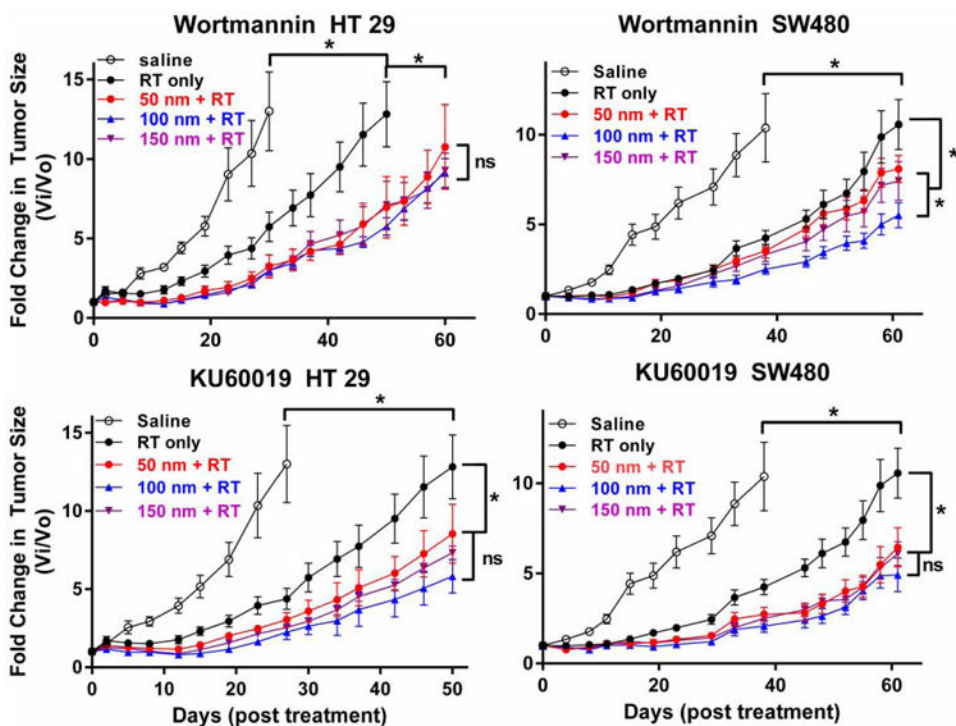 Wortmannin HT 29
Fold Change in Tumor Size
(Vi/Vo)
15
10
5
0
saline
RT only
50 nm + RT
100 nm + RT
150 nm + RT
*
*
ns
0 20 40 60
Wortmannin SW480
10
5
0
Saline
RT only
50 nm + RT
100 nm + RT
150 nm + RT
*
*
*
0 20 40 60
KU60019 HT 29
Fold Change in Tumor Size
(Vi/Vo)
15
10
5
0
Saline
RT only
50 nm + RT
100 nm + RT
150 nm + RT
*
*
ns
0 10 20 30 40 50
Days (post treatment)
KU60019 SW480
10
5
0
Saline
RT only
50 nm + RT
100 nm + RT
150 nm + RT
*
*
ns
0 20 40 60
Days (post treatment)